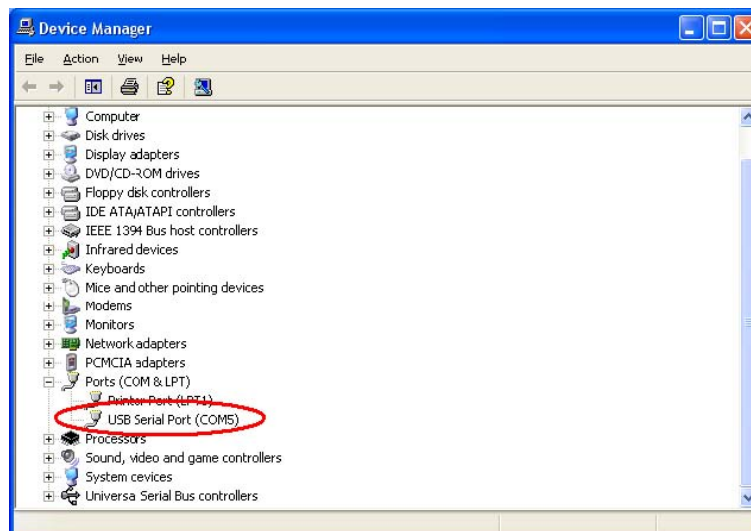 Device Manager
File Action View Help
Computer
Disk drives
Display adapters
DVD/CD-ROM drives
Floppy disk controllers
IDE ATA/ATAPI controllers
IEEE 1394 Bus host controllers
Infrared devices
Keyboards
Mice and other pointing devices
Modems
Monitors
Network adapters
PCMCIA adapters
Ports (COM & LPT)
Printer Port (LPT1)
USB Serial Port (COM5)
Processors
Sound, video and game controllers
System cevices
Universa Serial Bus controllers